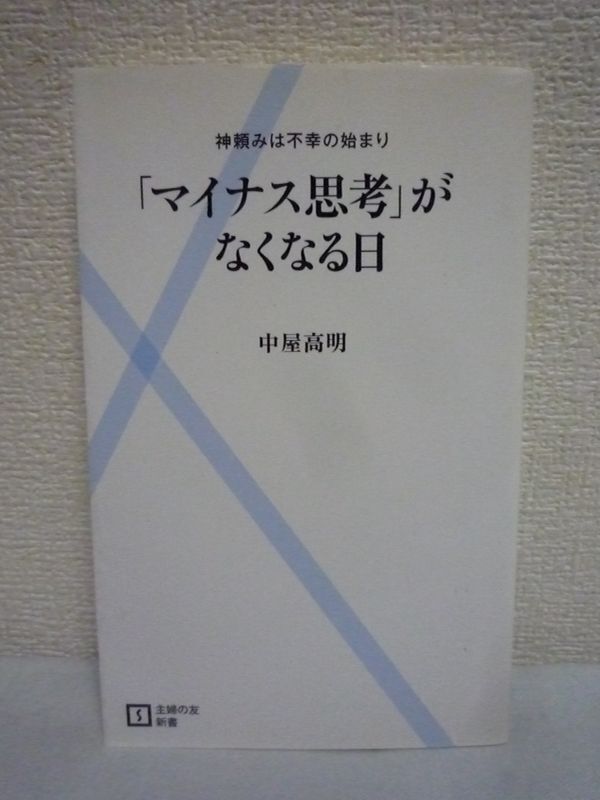 神頼みは不幸の始まり
「マイナス思考」が
なくなる日
中屋高明
S
主婦の友
新書